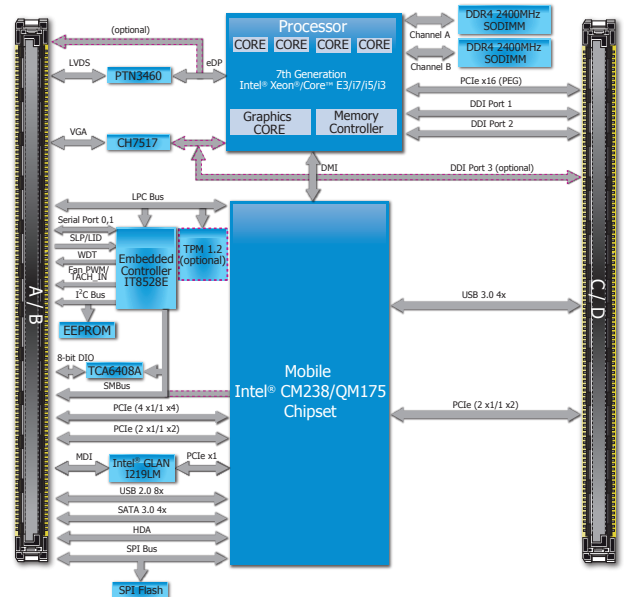 (optional)
Processor
CORE CORE CORE CORE
7th Generation
Intel® Xeon®/Core™ E3/i7/i5/i3
Graphics
CORE
Memory
Controller
DDR4 2400MHz
SODIMM
DDR4 2400MHz
SODIMM
Channel A
Channel B
PCIe x16 (PEG)
DDI Port 1
DDI Port 2
LVDS
PTN3460
eDP
VGA
CH7517
DMI
DDI Port 3 (optional)
LPC Bus
Serial Port 0,1
SLP/LID
WDT
Fan PWM/
TACH_IN
I²C Bus
Embedded
Controller
IT8528E
TPM 1.2
(optional)
EEPROM
8-bit DIO
TCA6408A
SMBus
PCIe (4 x1/1 x4)
PCIe (2 x1/1 x2)
MDI
Intel® GLAN
I219LM
PCIe x1
USB 2.0 8x
SATA 3.0 4x
HDA
SPI Bus
SPI Flash
Mobile
Intel® CM238/QM175
Chipset
USB 3.0 4x
PCIe (2 x1/1 x2)
A / B
C / D